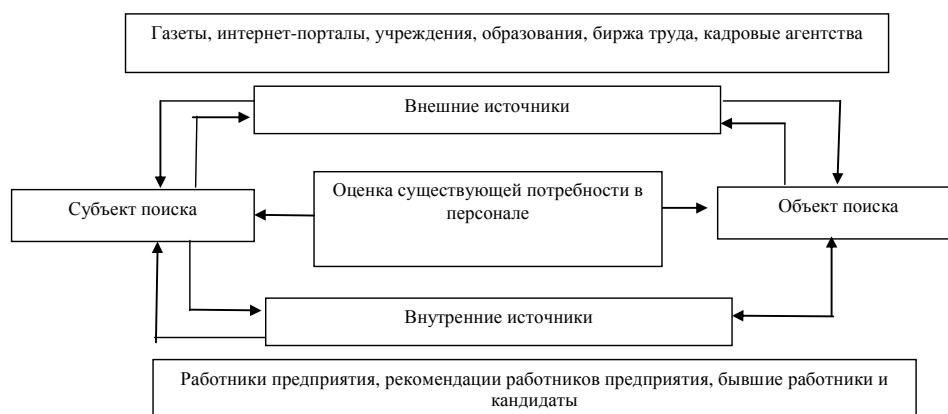 Газеты, интернет-порталы, учреждения, образования, биржа труда, кадровые агентства
Внешние источники
Субъект поиска
Оценка существующей потребности в
персонале
Объект поиска
Внутренние источники
Работники предприятия, рекомендации работников предприятия, бывшие работники и
кандидаты